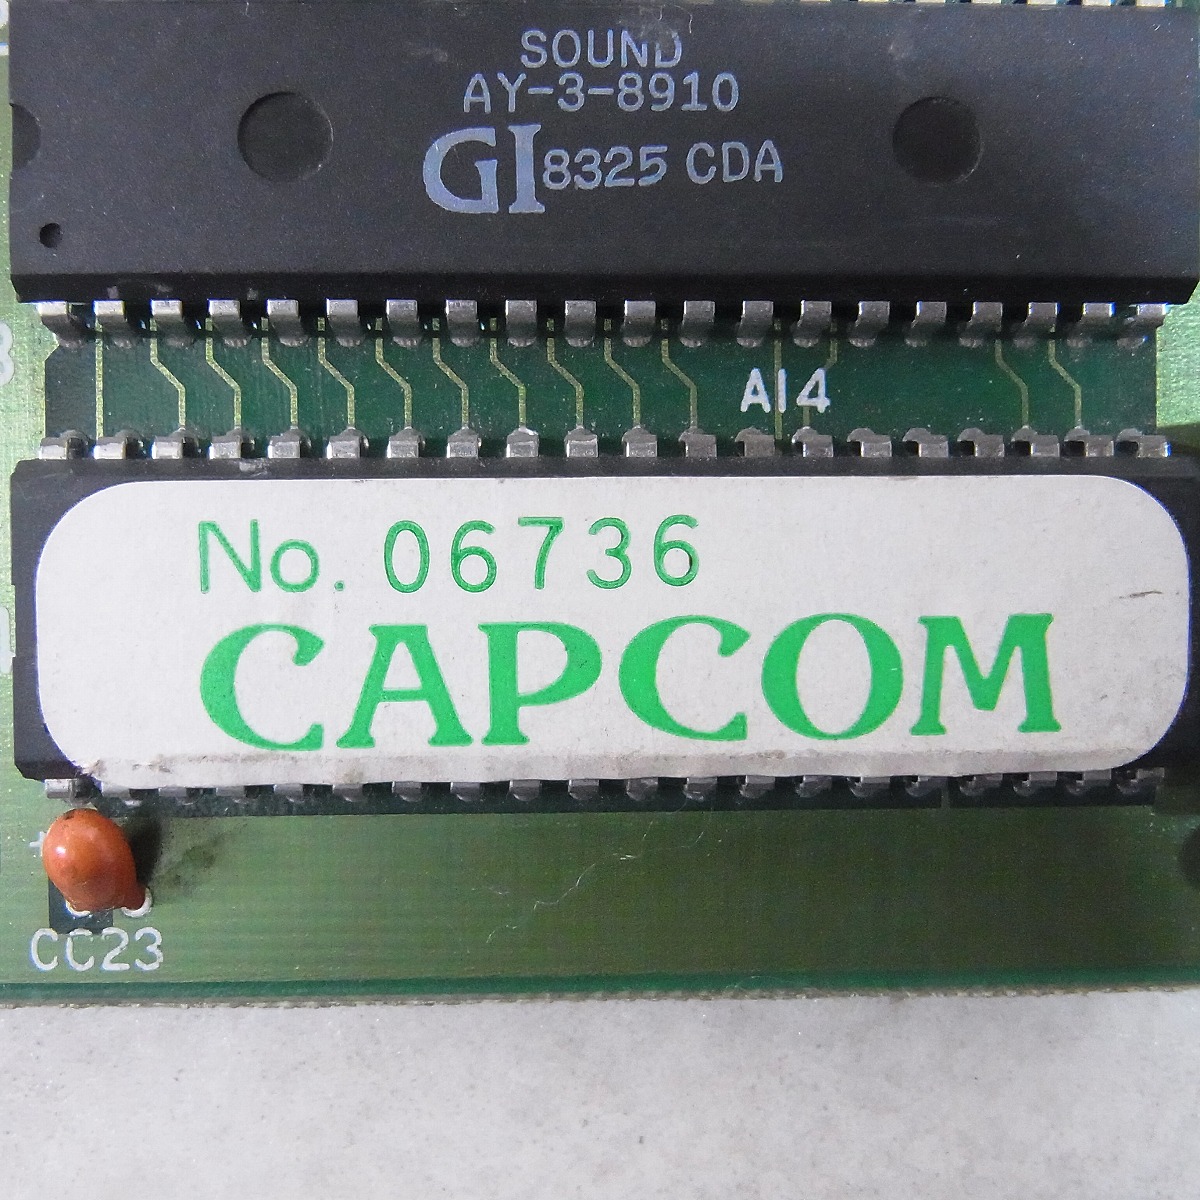 SOUND
AY-3-8910
GI 8325 CDA
A14
No. 06736
CAPCOM
+
CC23